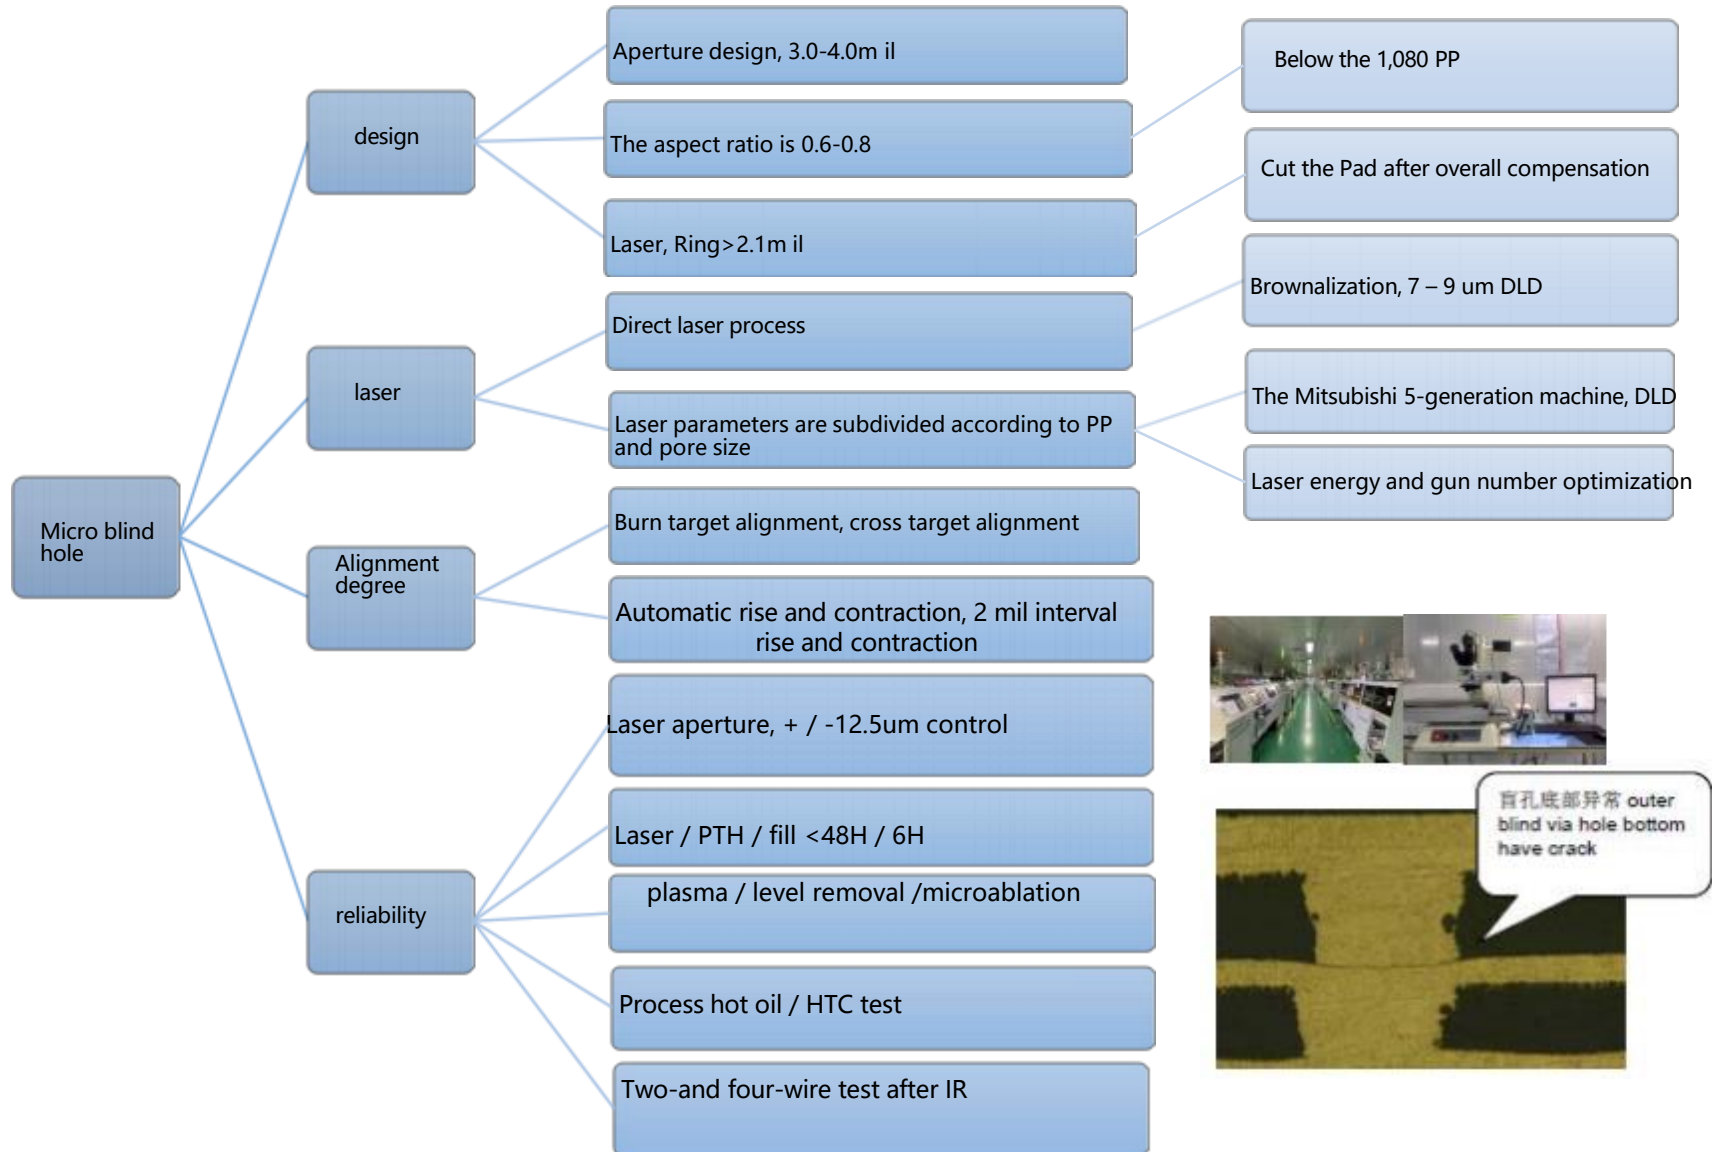 Micro blind
hole
design
laser
Alignment
degree
reliability
Aperture design, 3.0-4.0m il
The aspect ratio is 0.6-0.8
Laser, Ring>2.1m il
Direct laser process
Laser parameters are subdivided according to PP
and pore size
Burn target alignment, cross target alignment
Automatic rise and contraction, 2 mil interval
rise and contraction
Laser aperture, + / -12.5um control
Laser / PTH / fill <48H / 6H
plasma / level removal /microablation
Process hot oil / HTC test
Two-and four-wire test after IR
Below the 1,080 PP
Cut the Pad after overall compensation
Brownalization, 7 – 9 um DLD
The Mitsubishi 5-generation machine, DLD
Laser energy and gun number optimization
盲孔底部异常 outer
blind via hole bottom
have crack